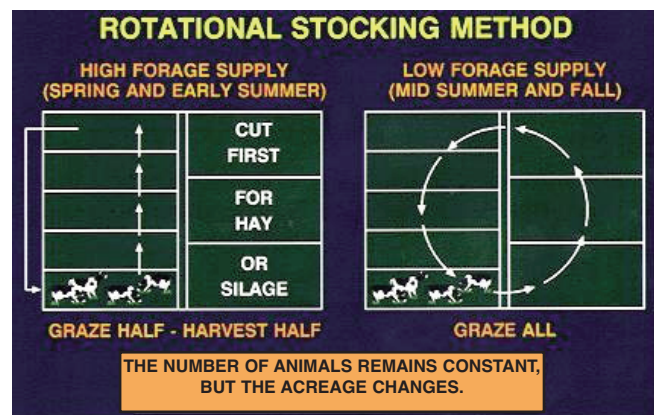 ROTATIONAL STOCKING METHOD
HIGH FORAGE SUPPLY
(SPRING AND EARLY SUMMER)
CUT
FIRST
FOR
HAY
OR
SILAGE
GRAZE HALF - HARVEST HALF
LOW FORAGE SUPPLY
(MID SUMMER AND FALL)
GRAZE ALL
THE NUMBER OF ANIMALS REMAINS CONSTANT,
BUT THE ACREAGE CHANGES.